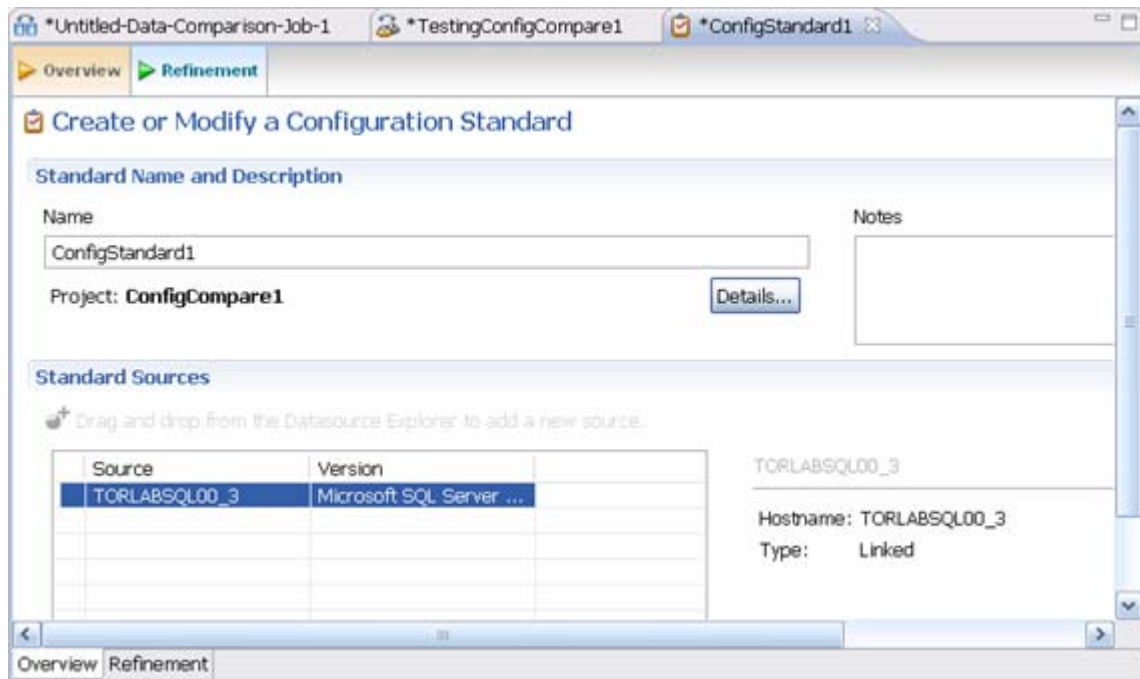 *Untitled-Data-Comparison-Job-1 *TestingConfigCompare1 *ConfigStandard1
Overview Refinement
Create or Modify a Configuration Standard
Standard Name and Description
Name Notes
ConfigStandard1
Project: ConfigCompare1 Details...
Standard Sources
Drag and drop from the Datasource Explorer to add a new source.
Source Version TORLABSQL00_3
TORLABSQL00_3 Microsoft SQL Server ...
Hostname: TORLABSQL00_3
Type: Linked
Overview Refinement